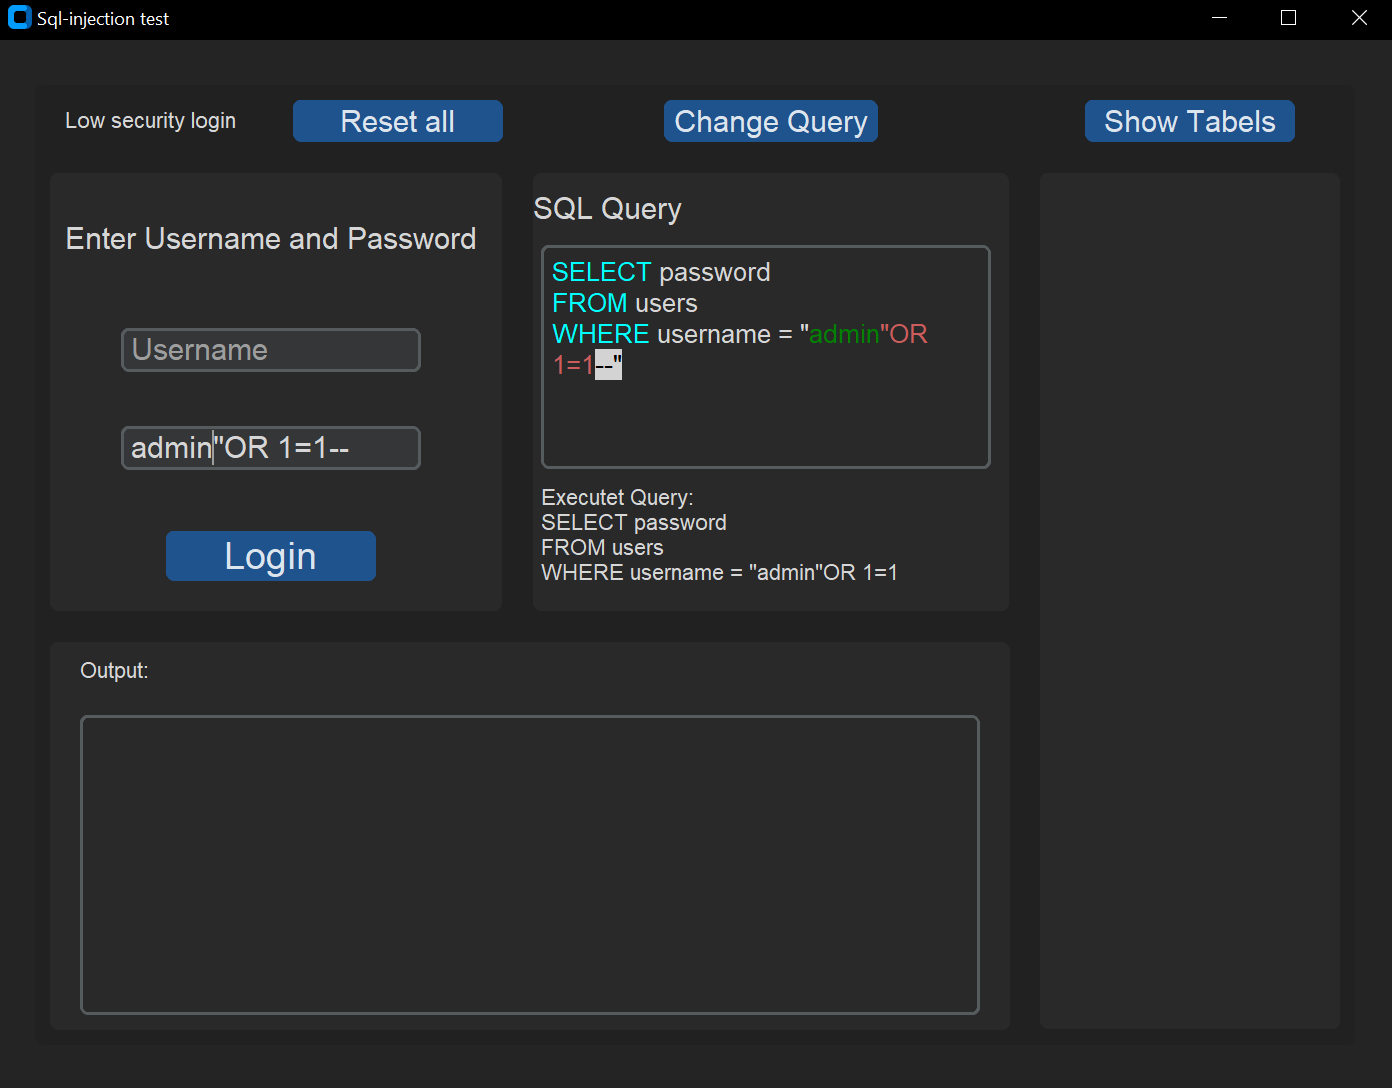 Sql-injection test
Low security login
Reset all
Change Query
Show Tabels
Enter Username and Password
Username
admin"OR 1=1--
Login
SQL Query
SELECT password
FROM users
WHERE username = "admin"OR
1=1--"
Executet Query:
SELECT password
FROM users
WHERE username = "admin"OR 1=1
Output: